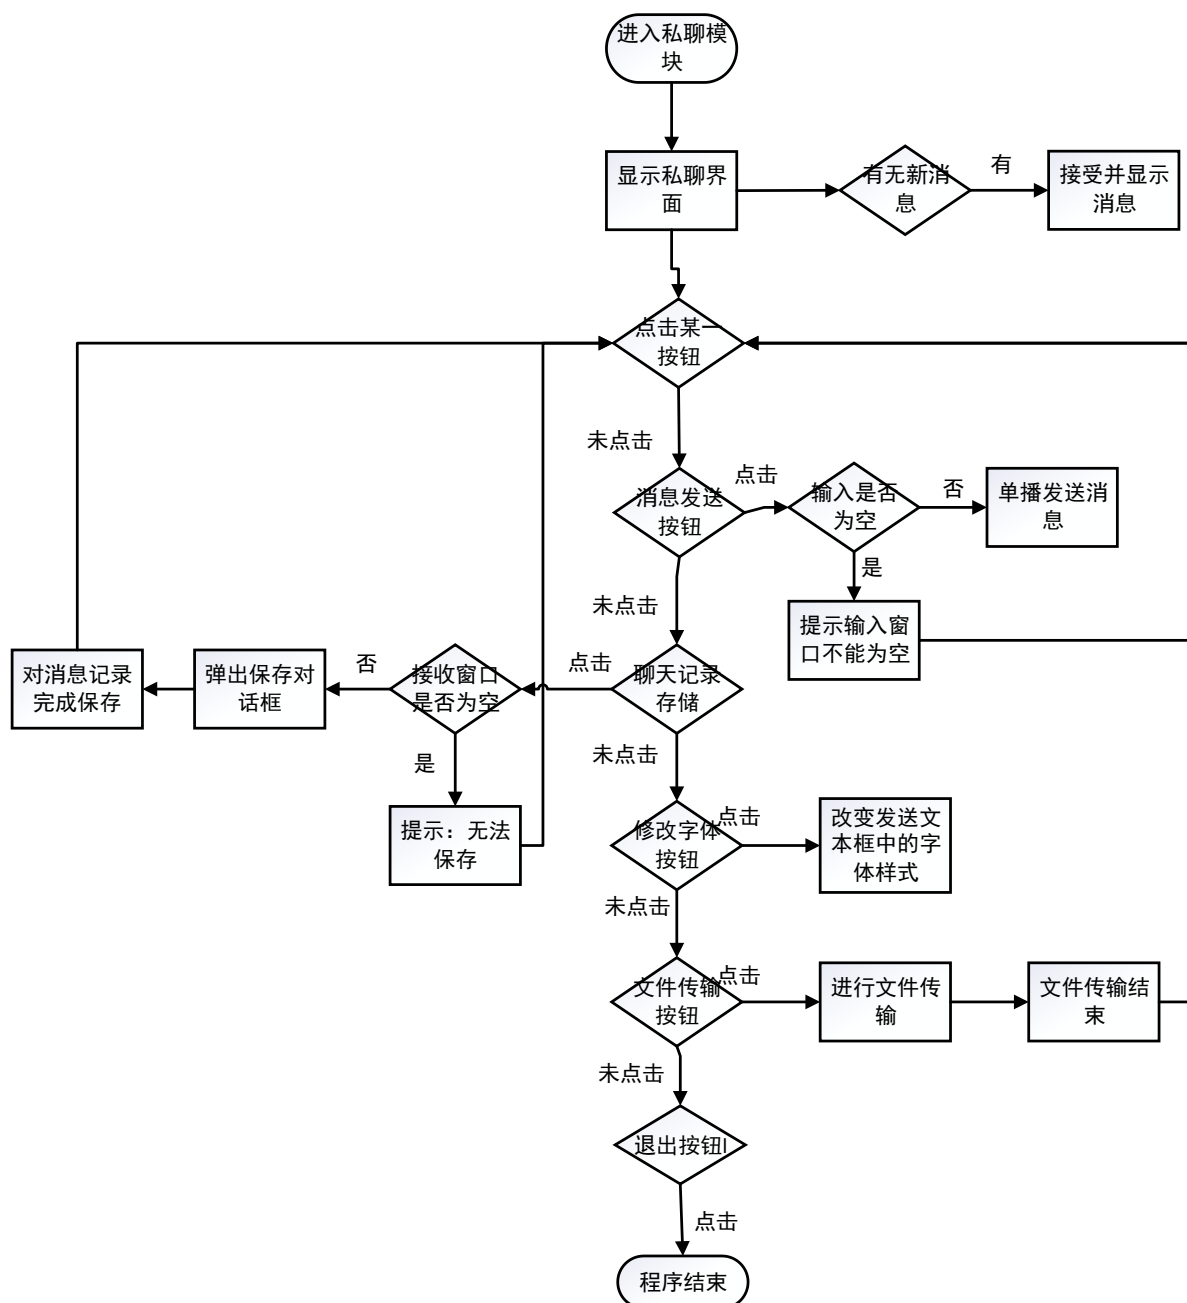 进入私聊模
块
显示私聊界
面
有无新消
息
有
接受并显示
消息
点击某一
按钮
未点击
消息发送
按钮
点击
输入是否
为空
否
单播发送消
息
是
提示输入窗
口不能为空
未点击
聊天记录
存储
点击
接收窗口
是否为空
否
弹出保存对
话框
对消息记录
完成保存
是
提示：无法
保存
未点击
修改字体
按钮
点击
改变发送文
本框中的字
体样式
未点击
文件传输
按钮
点击
进行文件传
输
文件传输结
束
未点击
退出按钮l
点击
程序结束